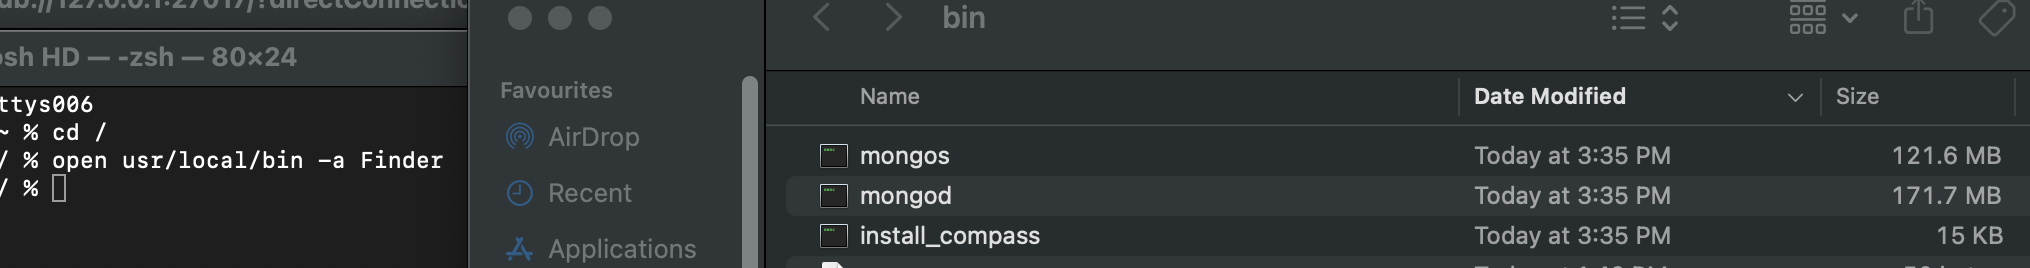 127.0.0.1:27017/?directConnectio
osh HD — -zsh — 80×24
ttys006
~ % cd /
/ % open usr/local/bin -a Finder
/ %
Favourites
AirDrop
Recent
Applications
bin
Name Date Modified Size
mongos Today at 3:35 PM 121.6 MB
mongod Today at 3:35 PM 171.7 MB
install_compass Today at 3:35 PM 15 KB